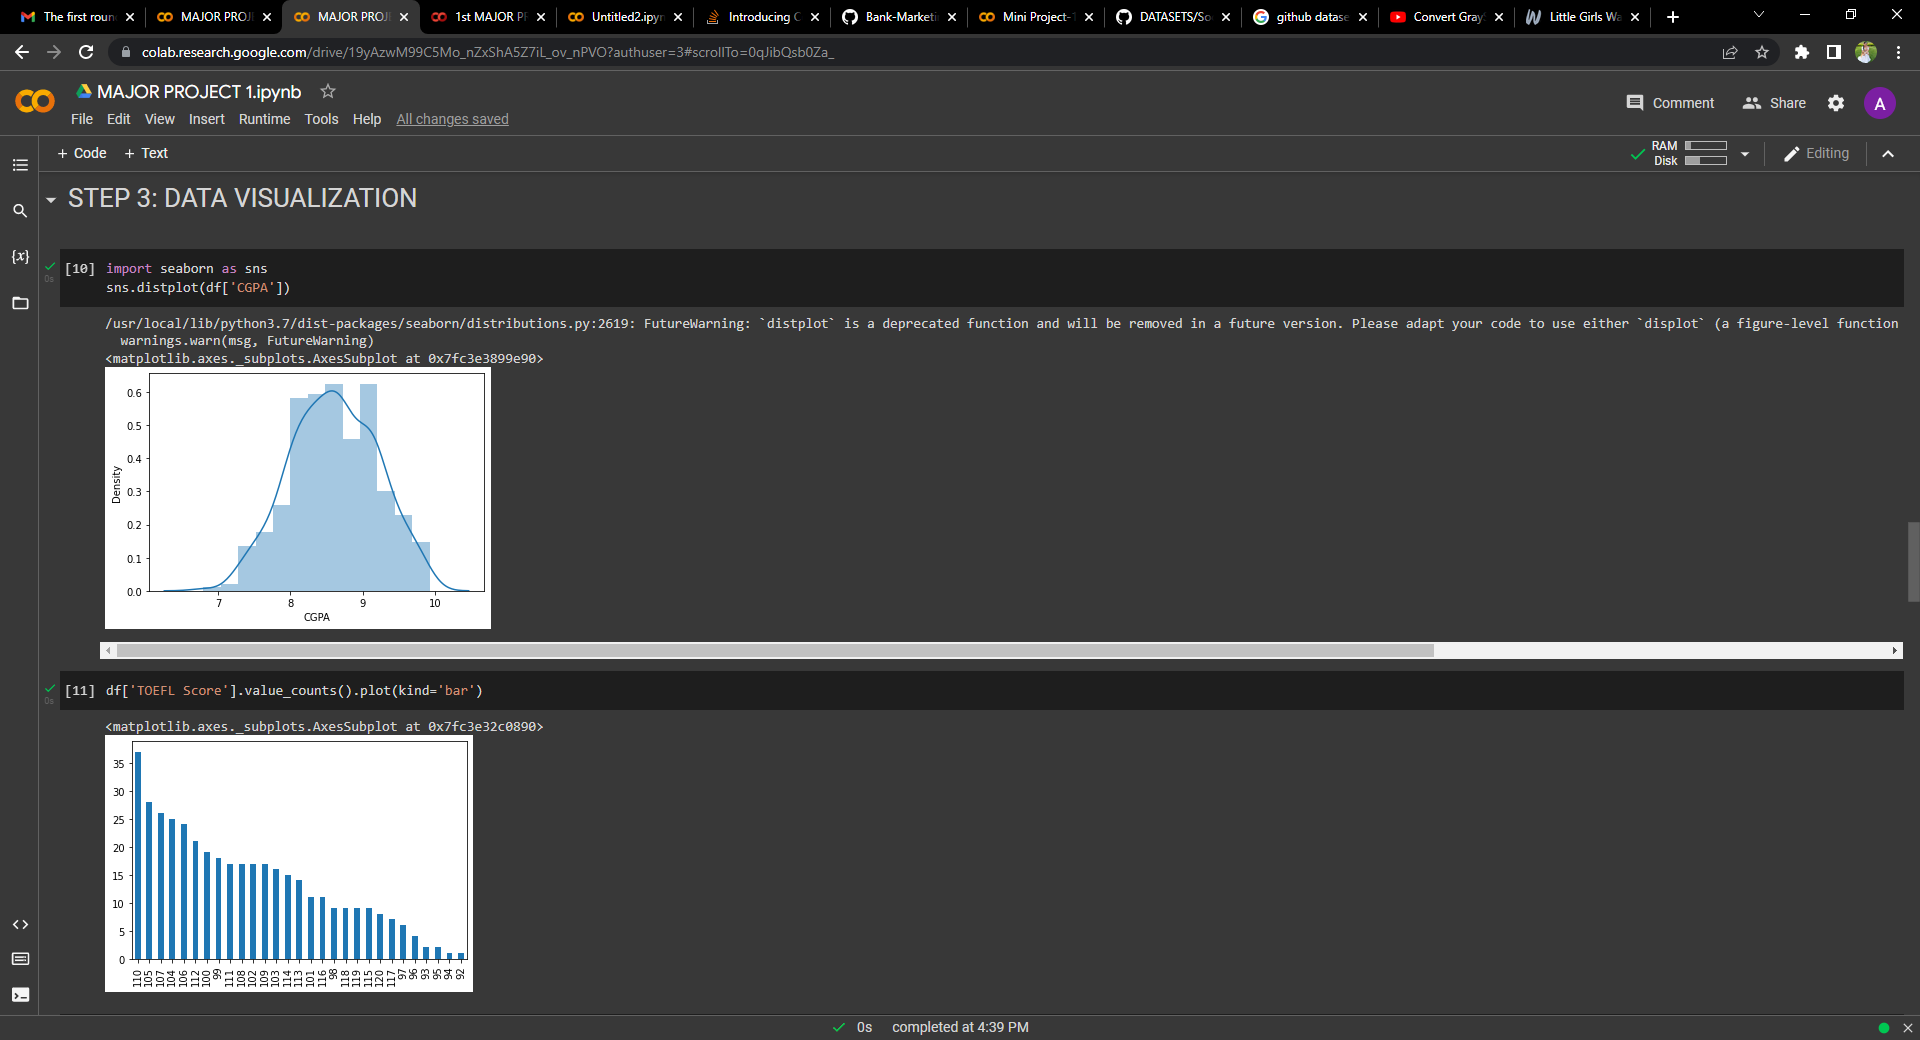 The first roun
MAJOR PROJ
MAJOR PROJ
1st MAJOR P
Untitled2.ipyn
Introducing C
Bank-Marketi
Mini Project-
DATASETS/So
github datase
Convert Gray
Little Girls Wa
colab.research.google.com/drive/19yAzwM99C5Mo_nZxShA5Z7iL_ov_nPVO?authuser=3#scrollTo=0qJibQsb0Za_
MAJOR PROJECT 1.ipynb
Comment
Share
A
File Edit View Insert Runtime Tools Help All changes saved
+ Code + Text
RAM
Disk
Editing
STEP 3: DATA VISUALIZATION
{x}
0s
[10] import seaborn as sns
sns.distplot(df['CGPA'])
/usr/local/lib/python3.7/dist-packages/seaborn/distributions.py:2619: FutureWarning: `distplot` is a deprecated function and will be removed in a future version. Please adapt your code to use either `displot` (a figure-level function
warnings.warn(msg, FutureWarning)
<matplotlib.axes._subplots.AxesSubplot at 0x7fc3e3899e90>
0.6
0.5
0.4
0.3
0.2
0.1
0.0
Density
7 8 9 10
CGPA
0s
[11] df['TOEFL Score'].value_counts().plot(kind='bar')
<matplotlib.axes._subplots.AxesSubplot at 0x7fc3e32c0890>
35
30
25
20
15
10
5
0
110 105 107 104 106 112 100 99 111 108 102 109 103 114 113 101 116 98 118 119 115 120 117 97 96 93 95 94 92
0s completed at 4:39 PM